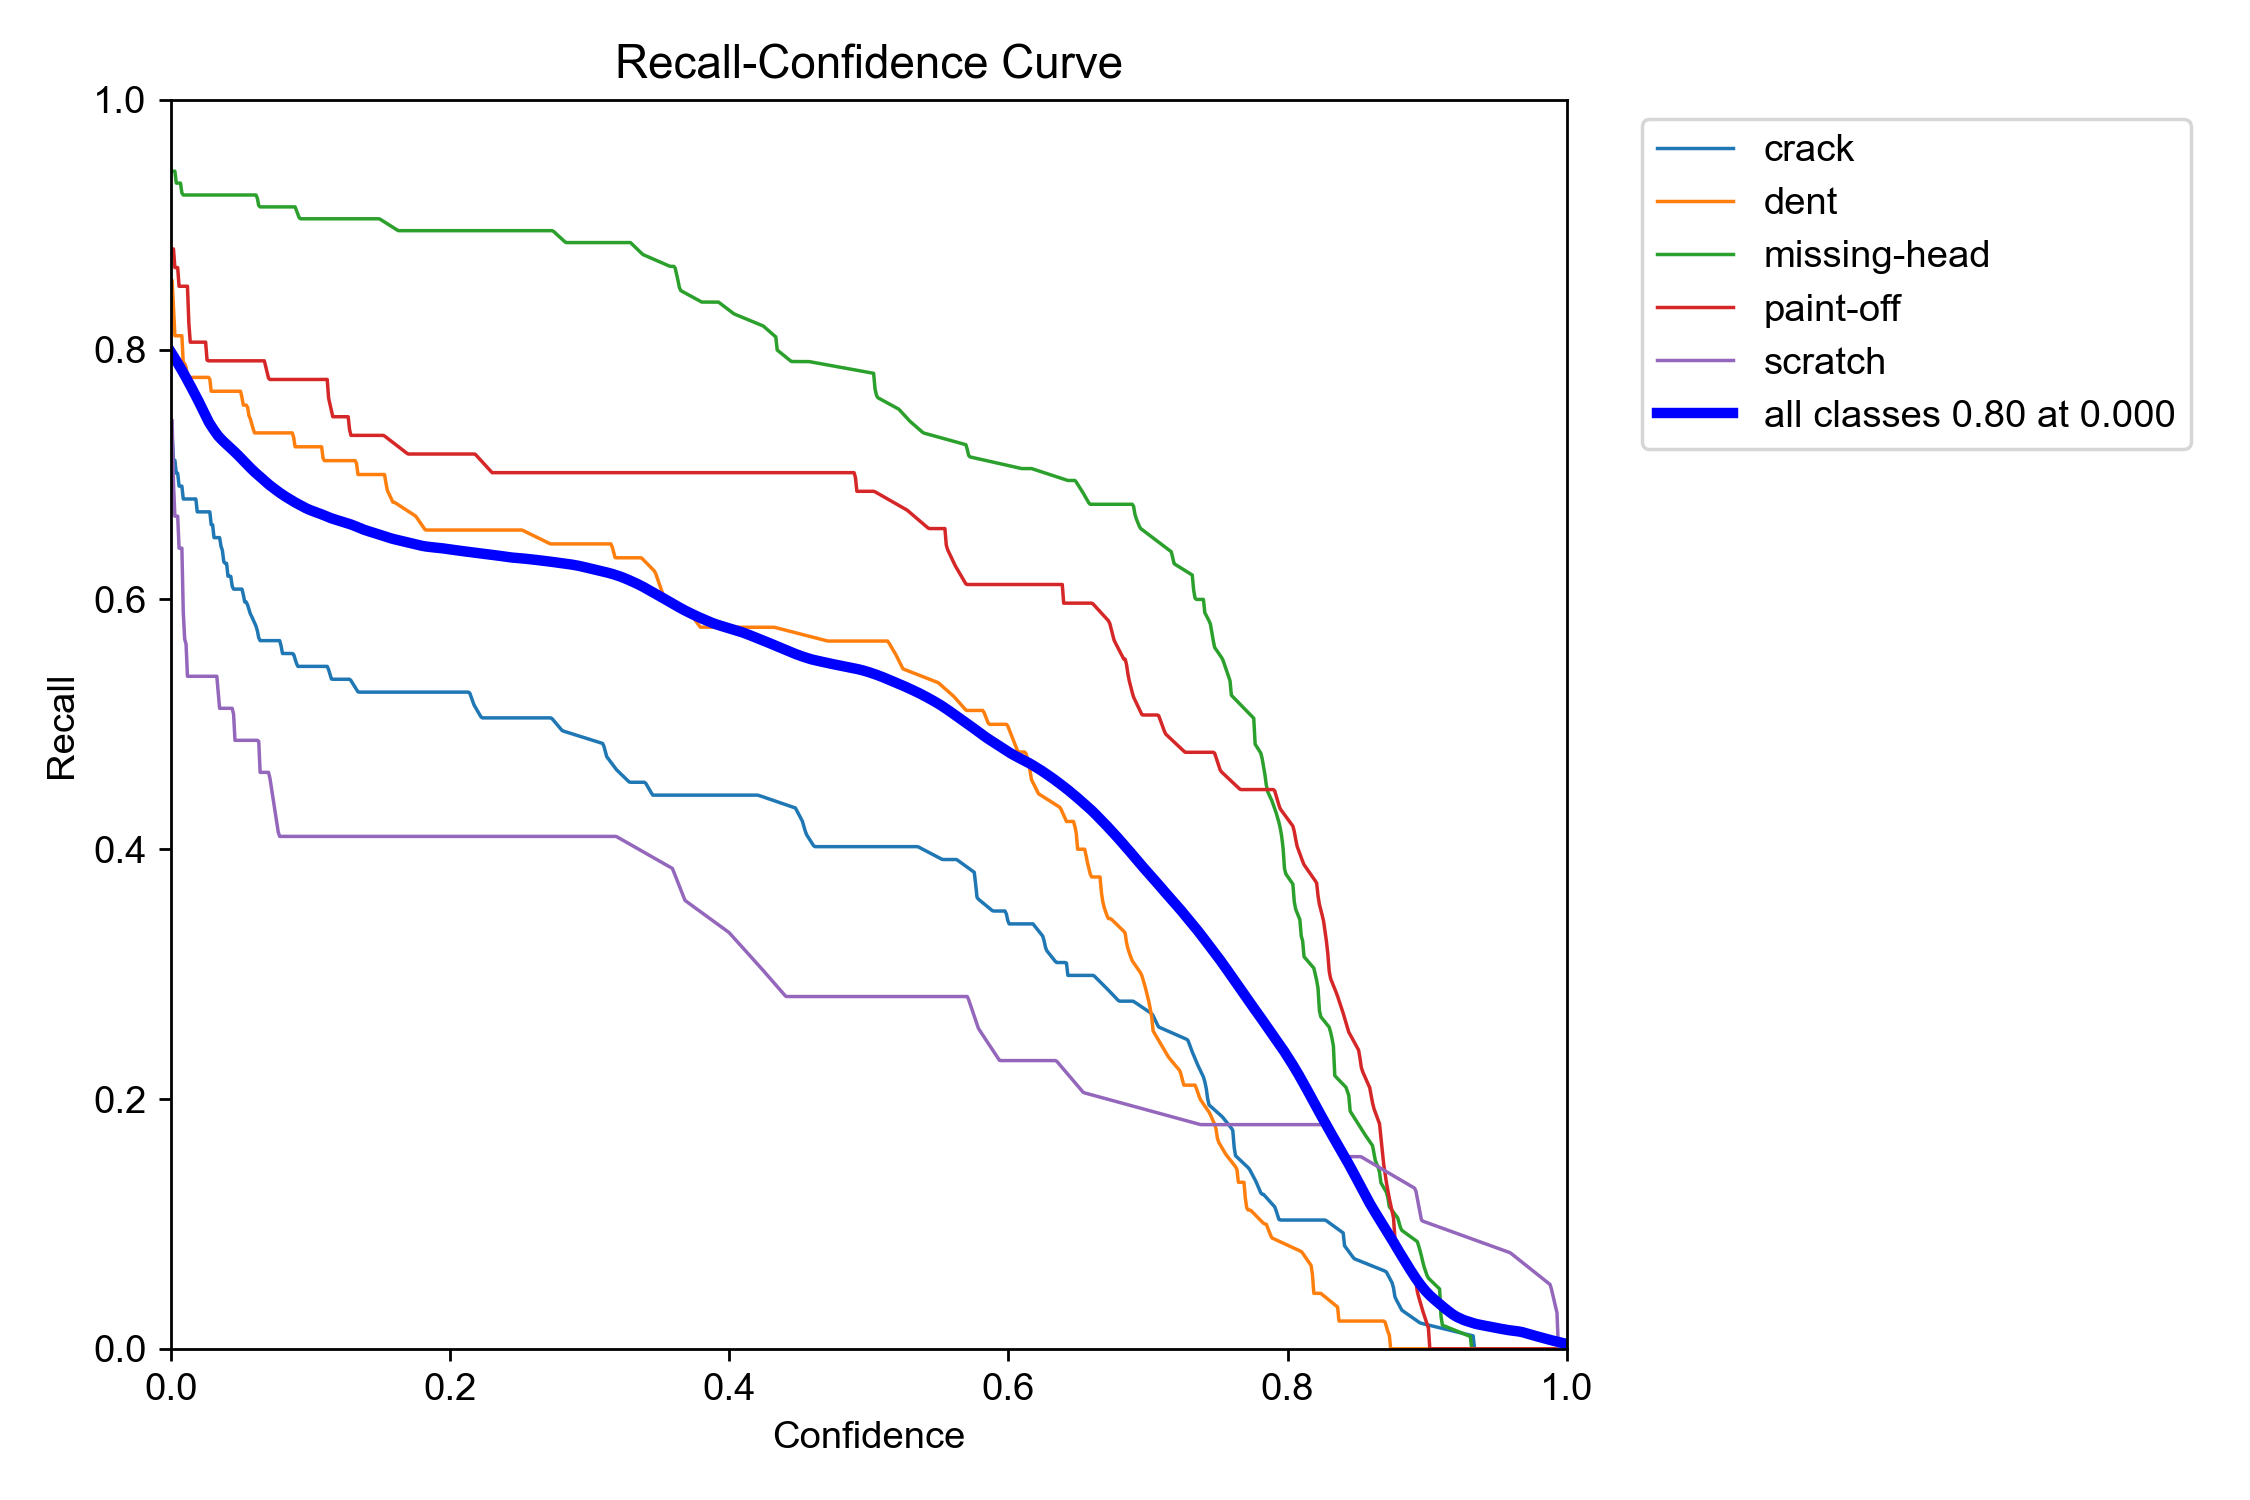 Recall-Confidence Curve
1.0
0.8
0.6
0.4
0.2
0.0
Recall
0.0 0.2 0.4 0.6 0.8 1.0
Confidence
crack
dent
missing-head
paint-off
scratch
all classes 0.80 at 0.000